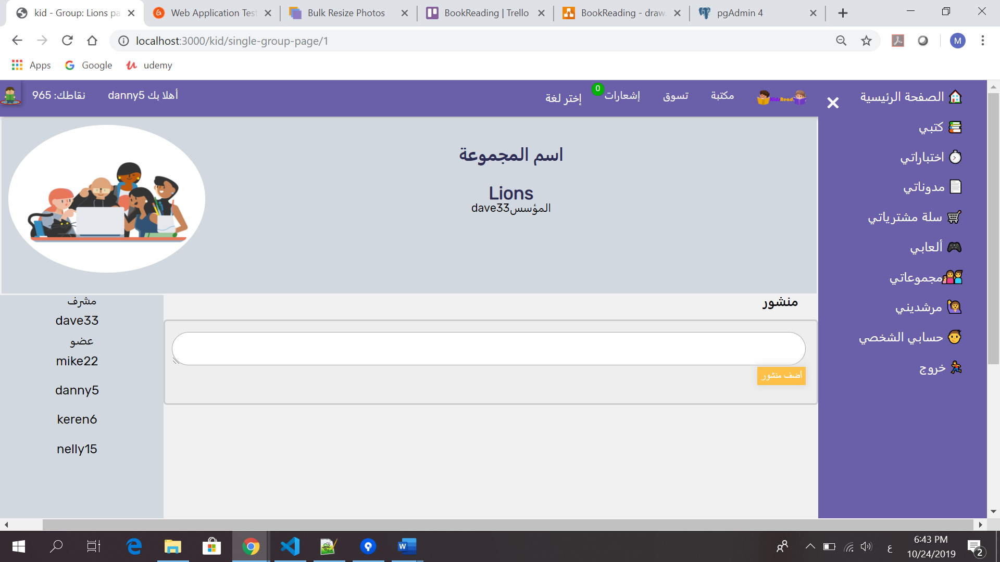 kid - Group: Lions pa
Web Application Test
Bulk Resize Photos
BookReading | Trello
BookReading - draw.
pgAdmin 4
localhost:3000/kid/single-group-page/1
M
Apps
Google
udemy
الصفحة الرئيسية
كتبي
اختباراتي
مدوناتي
سلة مشترياتي
ألعابي
مجموعاتي
مرشديني
حسابي الشخصي
خروج
KidsRead
مكتبة
تسوق
إشعارات
0
إختر لغة
أهلا بك danny5
نقاطك: 965
اسم المجموعة
Lions
المؤسسdave33
منشور
أضف منشور
مشرف
dave33
عضو
mike22
danny5
keren6
nelly15
W
ع
6:43 PM
10/24/2019
2